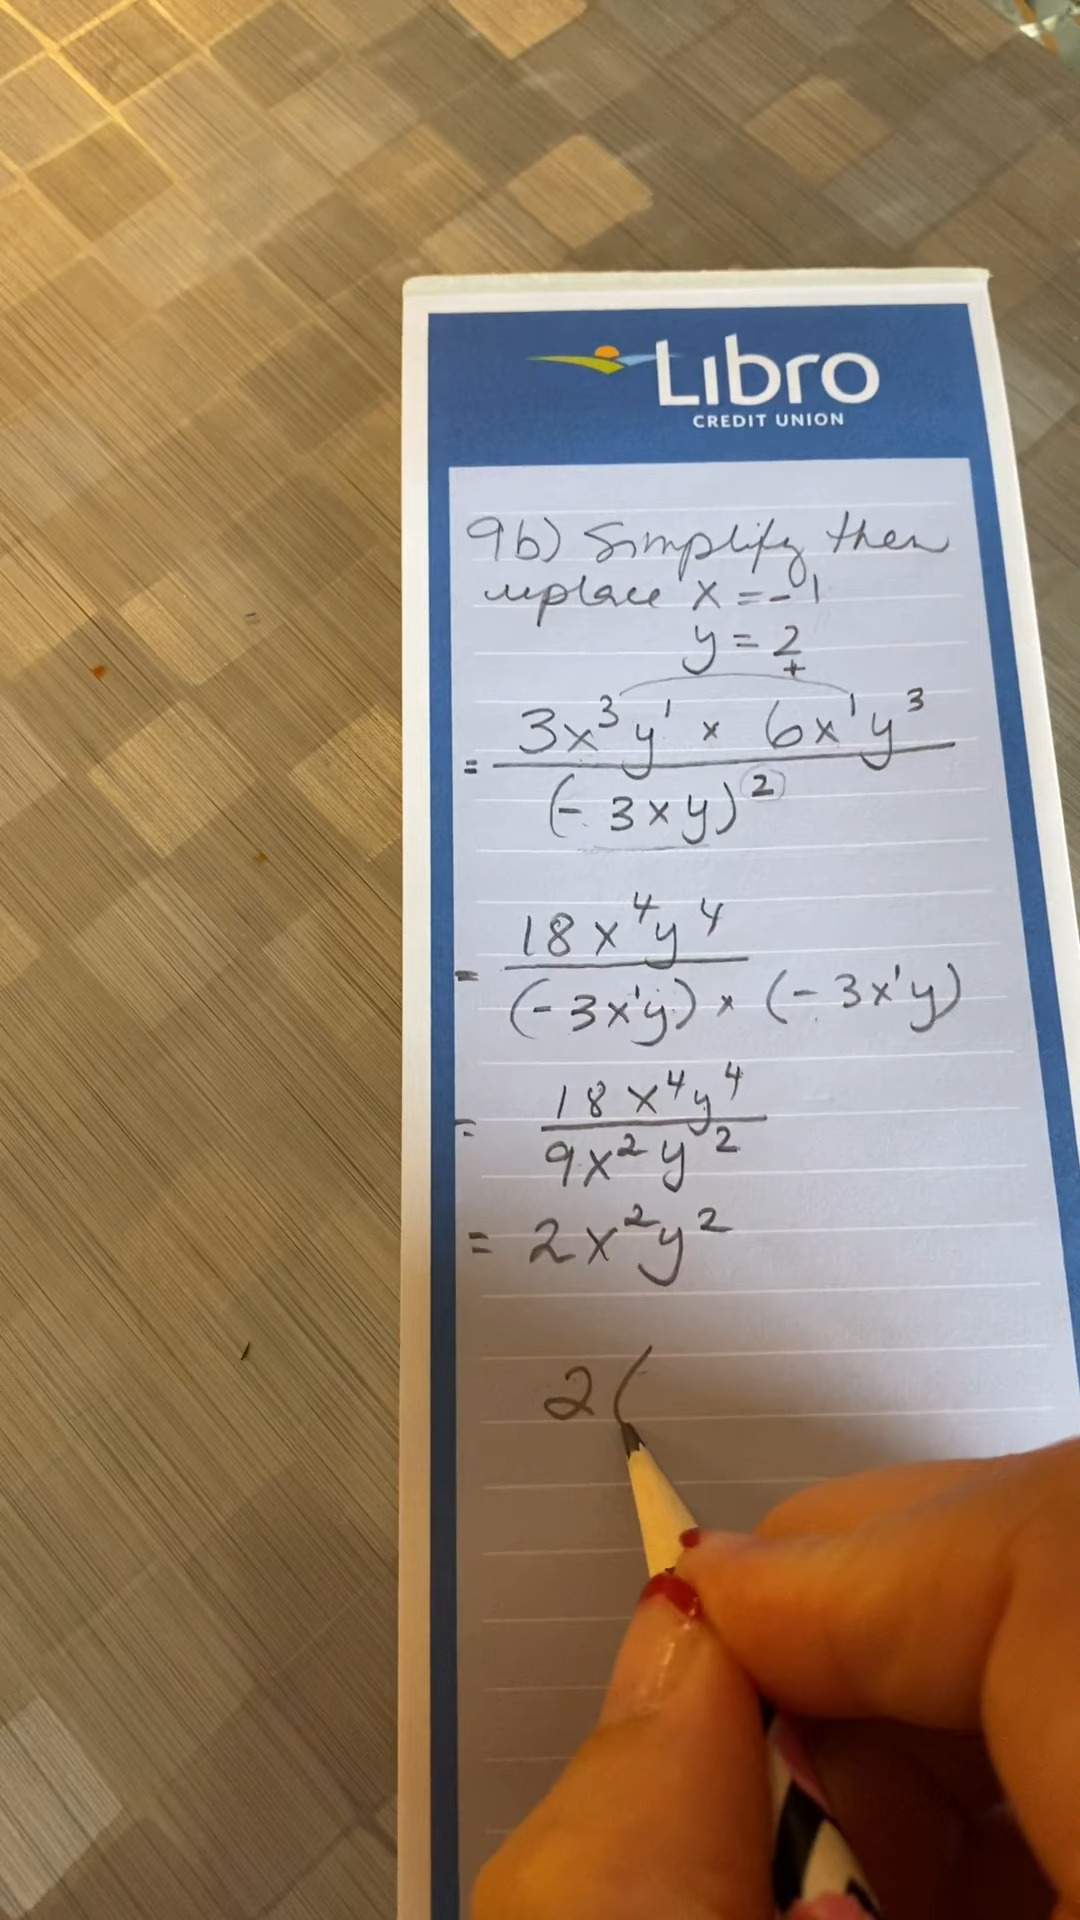 Libro
CREDIT UNION
9b) Simplify then
replace x = -1
y = 2
+
= 3x³y¹ × 6x¹y³
(-3xy)²
= 18x⁴y⁴
(-3x¹y) × (-3x¹y)
= 18x⁴y⁴
9x²y²
= 2x²y²
2(